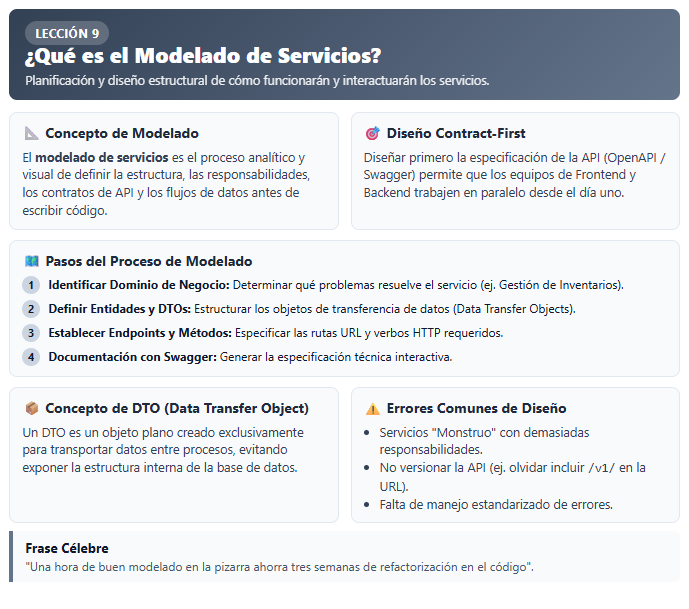 LECCIÓN 9
¿Qué es el Modelado de Servicios?
Planificación y diseño estructural de cómo funcionarán y interactuarán los servicios.
Concepto de Modelado
El modelado de servicios es el proceso analítico y
visual de definir la estructura, las responsabilidades,
los contratos de API y los flujos de datos antes de
escribir código.
Diseño Contract-First
Diseñar primero la especificación de la API (OpenAPI /
Swagger) permite que los equipos de Frontend y
Backend trabajen en paralelo desde el día uno.
Pasos del Proceso de Modelado
1 Identificar Dominio de Negocio: Determinar qué problemas resuelve el servicio (ej. Gestión de Inventarios).
2 Definir Entidades y DTOs: Estructurar los objetos de transferencia de datos (Data Transfer Objects).
3 Establecer Endpoints y Métodos: Especificar las rutas URL y verbos HTTP requeridos.
4 Documentación con Swagger: Generar la especificación técnica interactiva.
Concepto de DTO (Data Transfer Object)
Un DTO es un objeto plano creado exclusivamente
para transportar datos entre procesos, evitando
exponer la estructura interna de la base de datos.
Errores Comunes de Diseño
• Servicios "Monstruo" con demasiadas
responsabilidades.
• No versionar la API (ej. olvidar incluir /v1/ en la
URL).
• Falta de manejo estandarizado de errores.
Frase Célebre
"Una hora de buen modelado en la pizarra ahorra tres semanas de refactorización en el código".